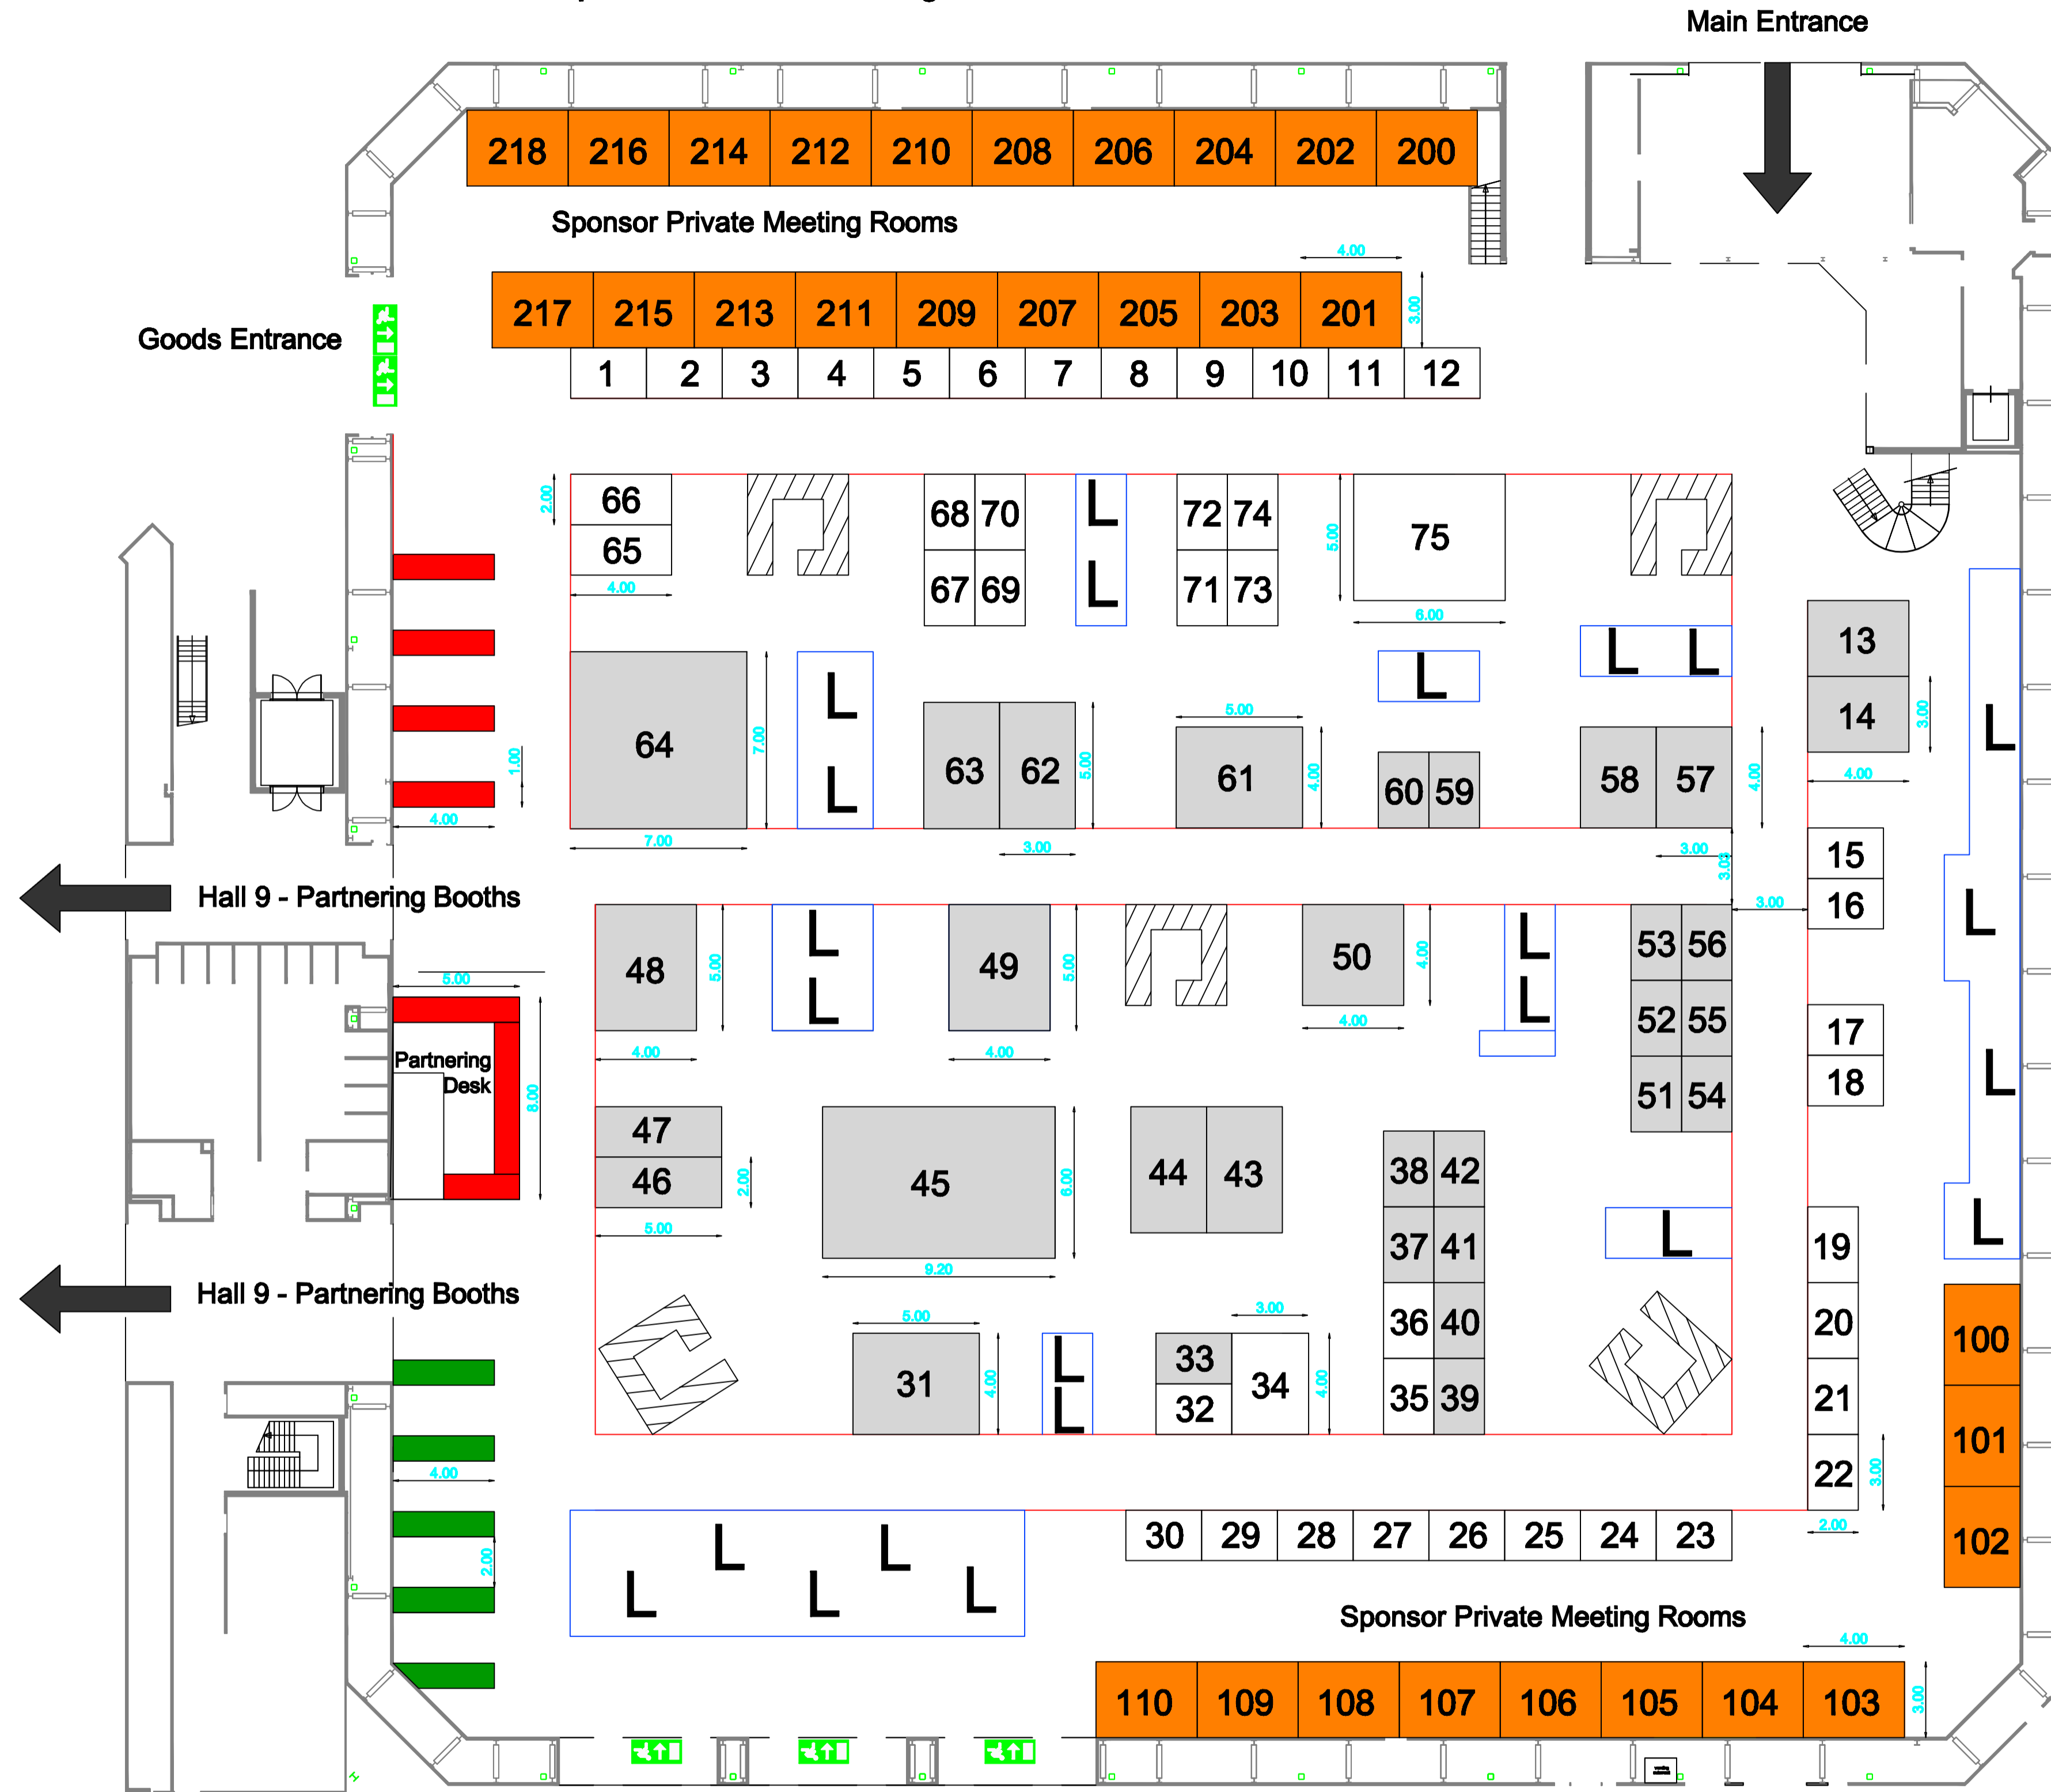 Main Entrance
218 216 214 212 210 208 206 204 202 200
Sponsor Private Meeting Rooms
4.00
217 215 213 211 209 207 205 203 201
3.00
Goods Entrance
1 2 3 4 5 6 7 8 9 10 11 12
2.00
66
65
4.00
68 70
67 69
L
L
72 74
71 73
5.00
75
6.00
L
L L
13
14
3.00
4.00
64
7.00
7.00
L
L
63 62
5.00
3.00
5.00
61
4.00
60 59
58 57
4.00
3.00
3.03
3.00
1.00
4.00
15
16
17
18
L
L
L
L
Hall 9 - Partnering Booths
48
5.00
4.00
L
L
49
5.00
4.00
50
4.00
4.00
L
L
53 56
52 55
51 54
5.00
Partnering
Desk
8.00
47
46
2.00
5.00
45
6.00
9.20
44 43
38 42
37 41
36 40
35 39
L
19
20
21
22
3.00
2.00
100
101
102
Hall 9 - Partnering Booths
5.00
31
4.00
L
L
3.00
33
32
34
4.00
4.00
2.00
L L
L L L
30 29 28 27 26 25 24 23
Sponsor Private Meeting Rooms
4.00
110 109 108 107 106 105 104 103
3.00